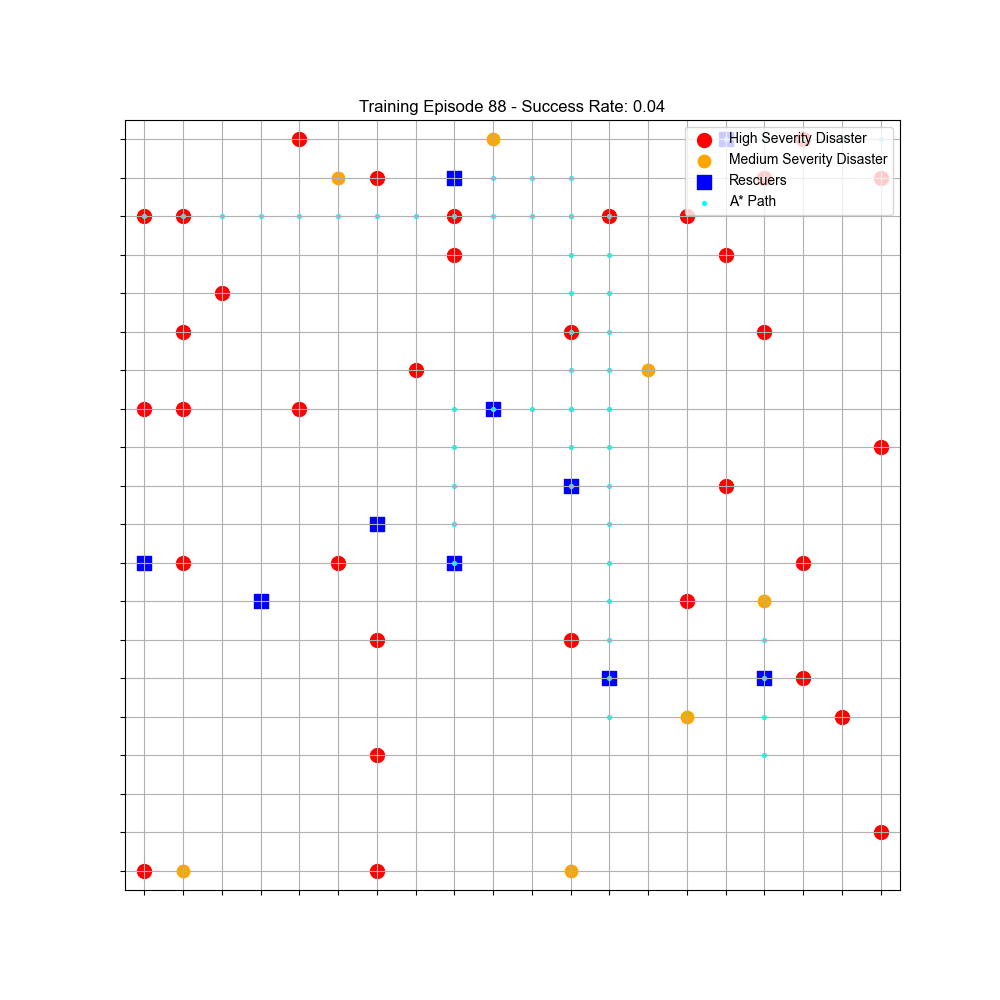 Training Episode 88 - Success Rate: 0.04
High Severity Disaster
Medium Severity Disaster
Rescuers
A* Path